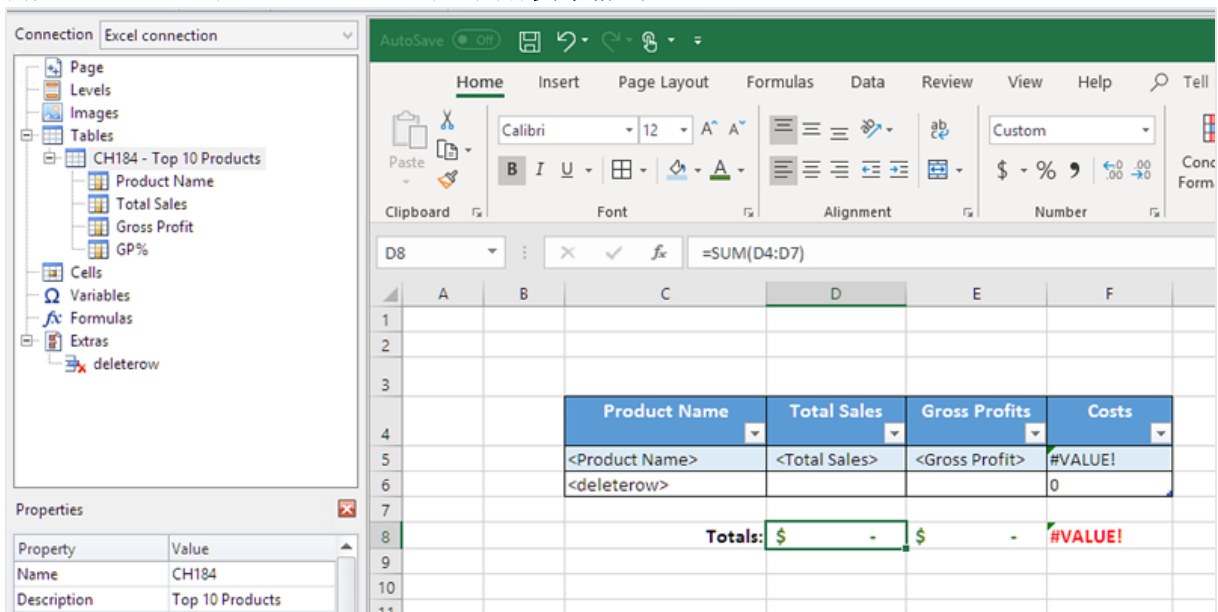 Connection Excel connection
Page
Levels
Images
Tables
CH184 - Top 10 Products
Product Name
Total Sales
Gross Profit
GP%
Cells
Variables
Formulas
Extras
deleterow
Properties
Property Value
Name CH184
Description Top 10 Products
AutoSave Off
Home Insert Page Layout Formulas Data Review View Help Tell
Paste Calibri 12 A A ab Custom
B I U A $ % Conc
Form
Clipboard Font Alignment Number
D8 fx =SUM(D4:D7)
A B C D E F
1
2
3
4 Product Name Total Sales Gross Profits Costs
5 <Product Name> <Total Sales> <Gross Profit> #VALUE!
6 <deleterow> 0
7
8 Totals: $ - $ - #VALUE!
9
10